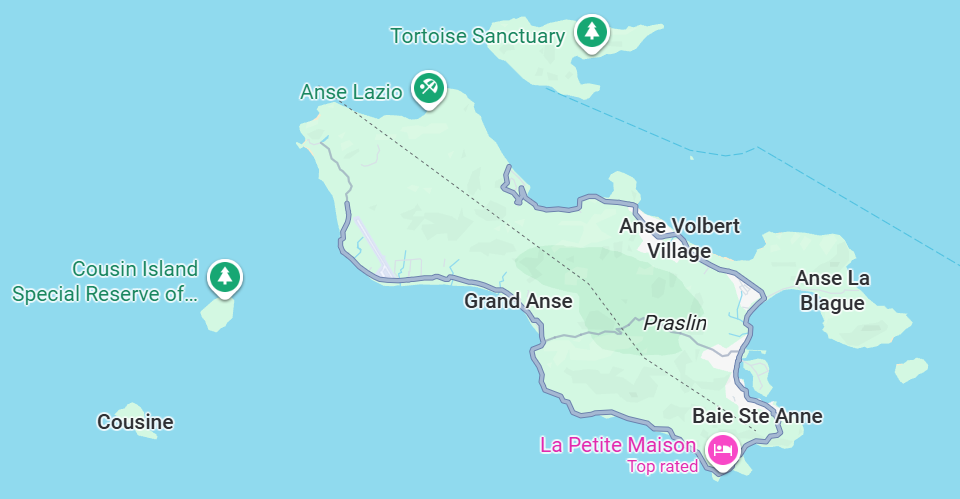 Tortoise Sanctuary
Anse Lazio
Anse Volbert
Village
Cousin Island
Special Reserve of...
Anse La
Blague
Grand Anse
Praslin
Cousine
Baie Ste Anne
La Petite Maison
Top rated